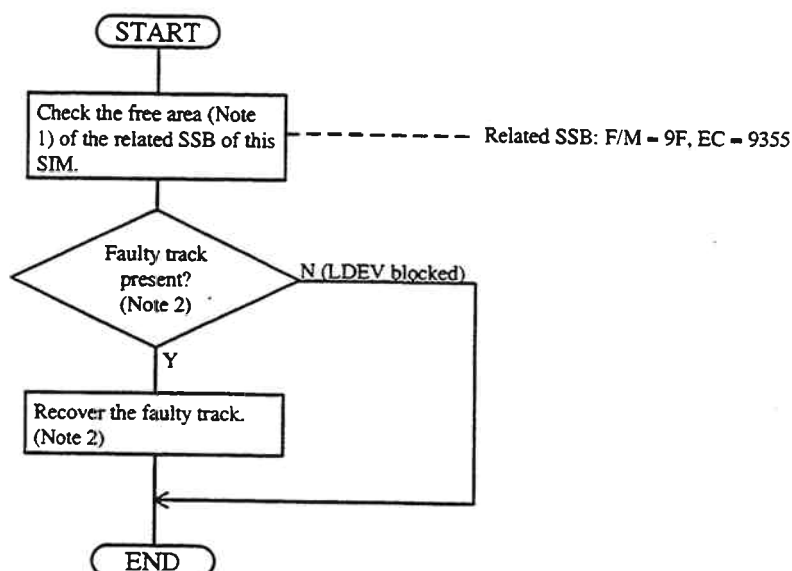 START
Check the free area (Note
1) of the related SSB of this
SIM.
Related SSB: F/M = 9F, EC = 9355
Faulty track
present?
(Note 2)
N (LDEV blocked)
Y
Recover the faulty track.
(Note 2)
END